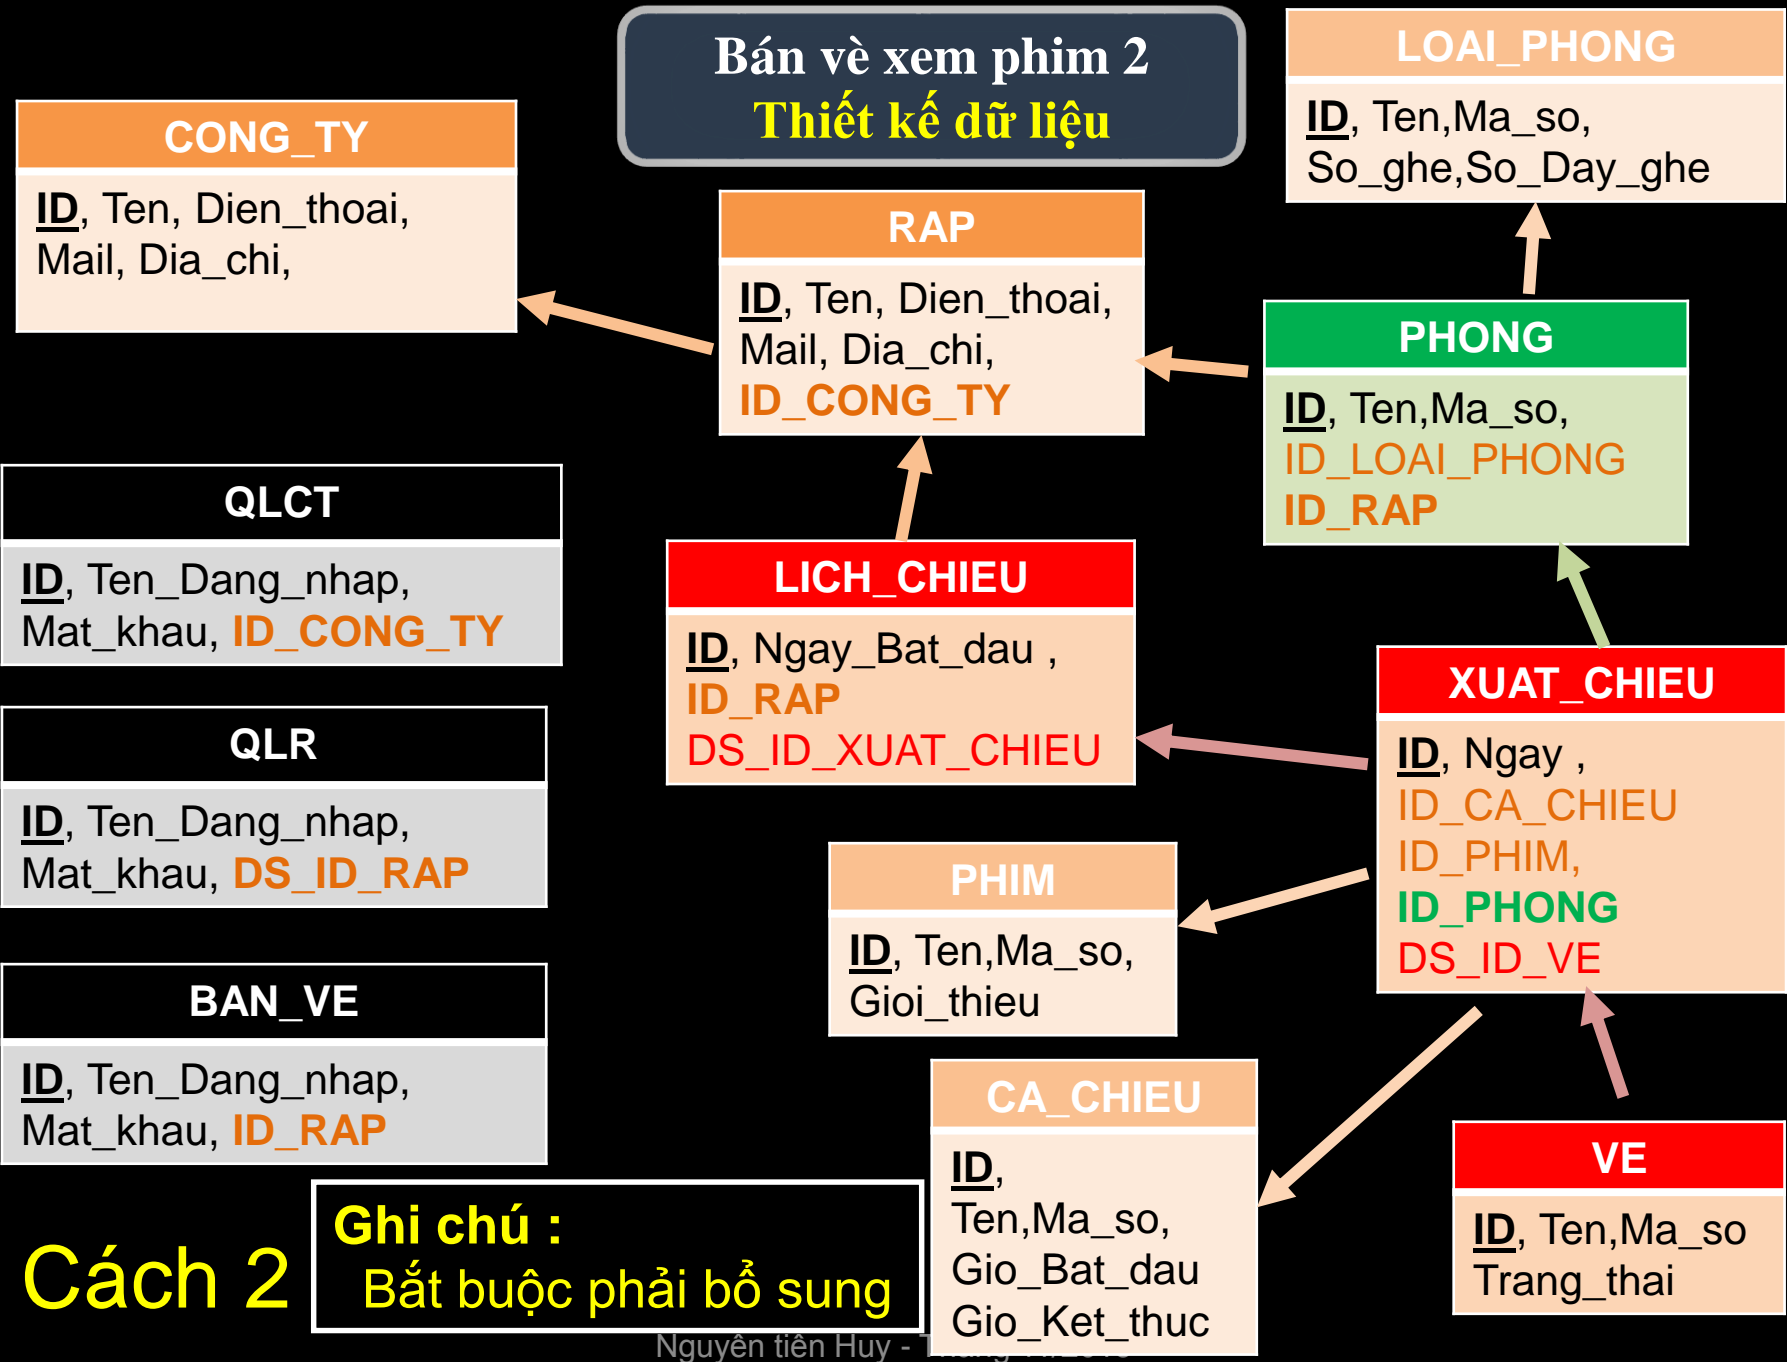 Bán vè xem phim 2
Thiết kế dữ liệu
LOAI_PHONG
ID, Ten,Ma_so,
So_ghe,So_Day_ghe
CONG_TY
ID, Ten, Dien_thoai,
Mail, Dia_chi,
RAP
ID, Ten, Dien_thoai,
Mail, Dia_chi,
ID_CONG_TY
PHONG
ID, Ten,Ma_so,
ID_LOAI_PHONG
ID_RAP
QLCT
ID, Ten_Dang_nhap,
Mat_khau, ID_CONG_TY
LICH_CHIEU
ID, Ngay_Bat_dau ,
ID_RAP
DS_ID_XUAT_CHIEU
XUAT_CHIEU
ID, Ngay ,
ID_CA_CHIEU
ID_PHIM,
ID_PHONG
DS_ID_VE
QLR
ID, Ten_Dang_nhap,
Mat_khau, DS_ID_RAP
PHIM
ID, Ten,Ma_so,
Gioi_thieu
BAN_VE
ID, Ten_Dang_nhap,
Mat_khau, ID_RAP
CA_CHIEU
ID,
Ten,Ma_so,
Gio_Bat_dau
Gio_Ket_thuc
VE
ID, Ten,Ma_so
Trang_thai
Cách 2
Ghi chú :
Bắt buộc phải bổ sung
Nguyên tiên Huy -